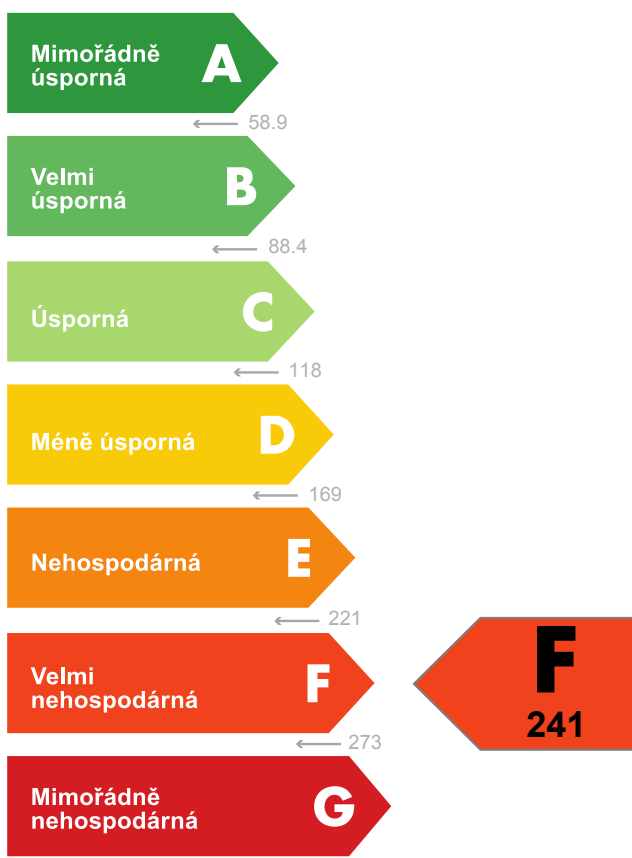 Mimořádně
úsporná
A
58.9
Velmi
úsporná
B
88.4
Úsporná
C
118
Méně úsporná
D
169
Nehospodárná
E
221
Velmi
nehospodárná
F
F
241
273
Mimořádně
nehospodárná
G